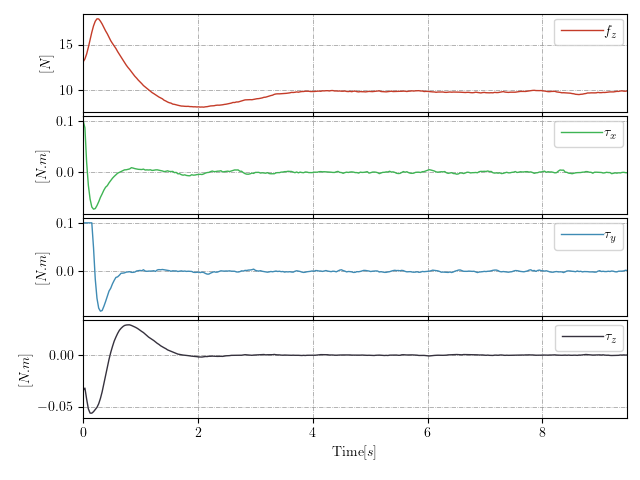 [N]
15
10
f_z
[N.m]
0.1
0.0
τ_x
[N.m]
0.1
0.0
τ_y
[N.m]
0.00
−0.05
τ_z
0 2 4 6 8
Time[s]